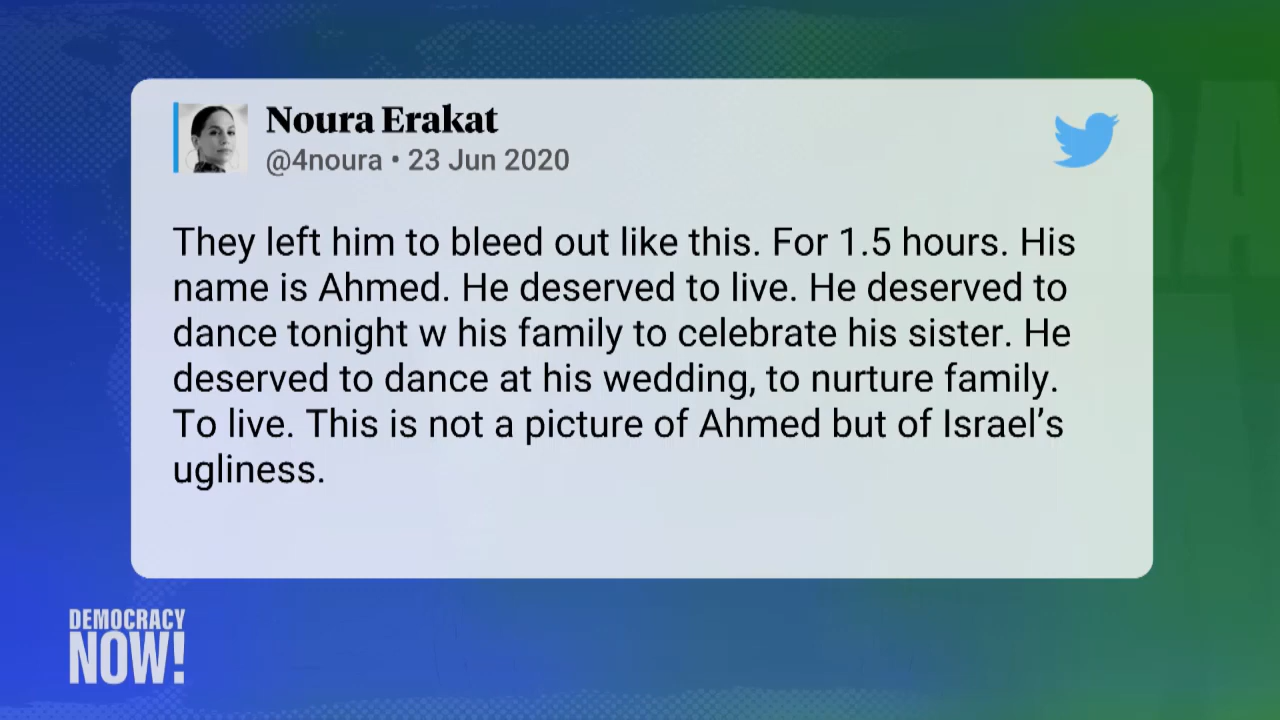 Noura Erakat
@4noura • 23 Jun 2020
They left him to bleed out like this. For 1.5 hours. His
name is Ahmed. He deserved to live. He deserved to
dance tonight w his family to celebrate his sister. He
deserved to dance at his wedding, to nurture family.
To live. This is not a picture of Ahmed but of Israel’s
ugliness.
DEMOCRACY
NOW!